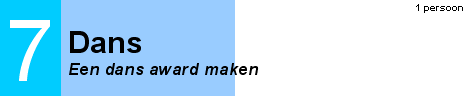 7
Dans
Een dans award maken
1 persoon